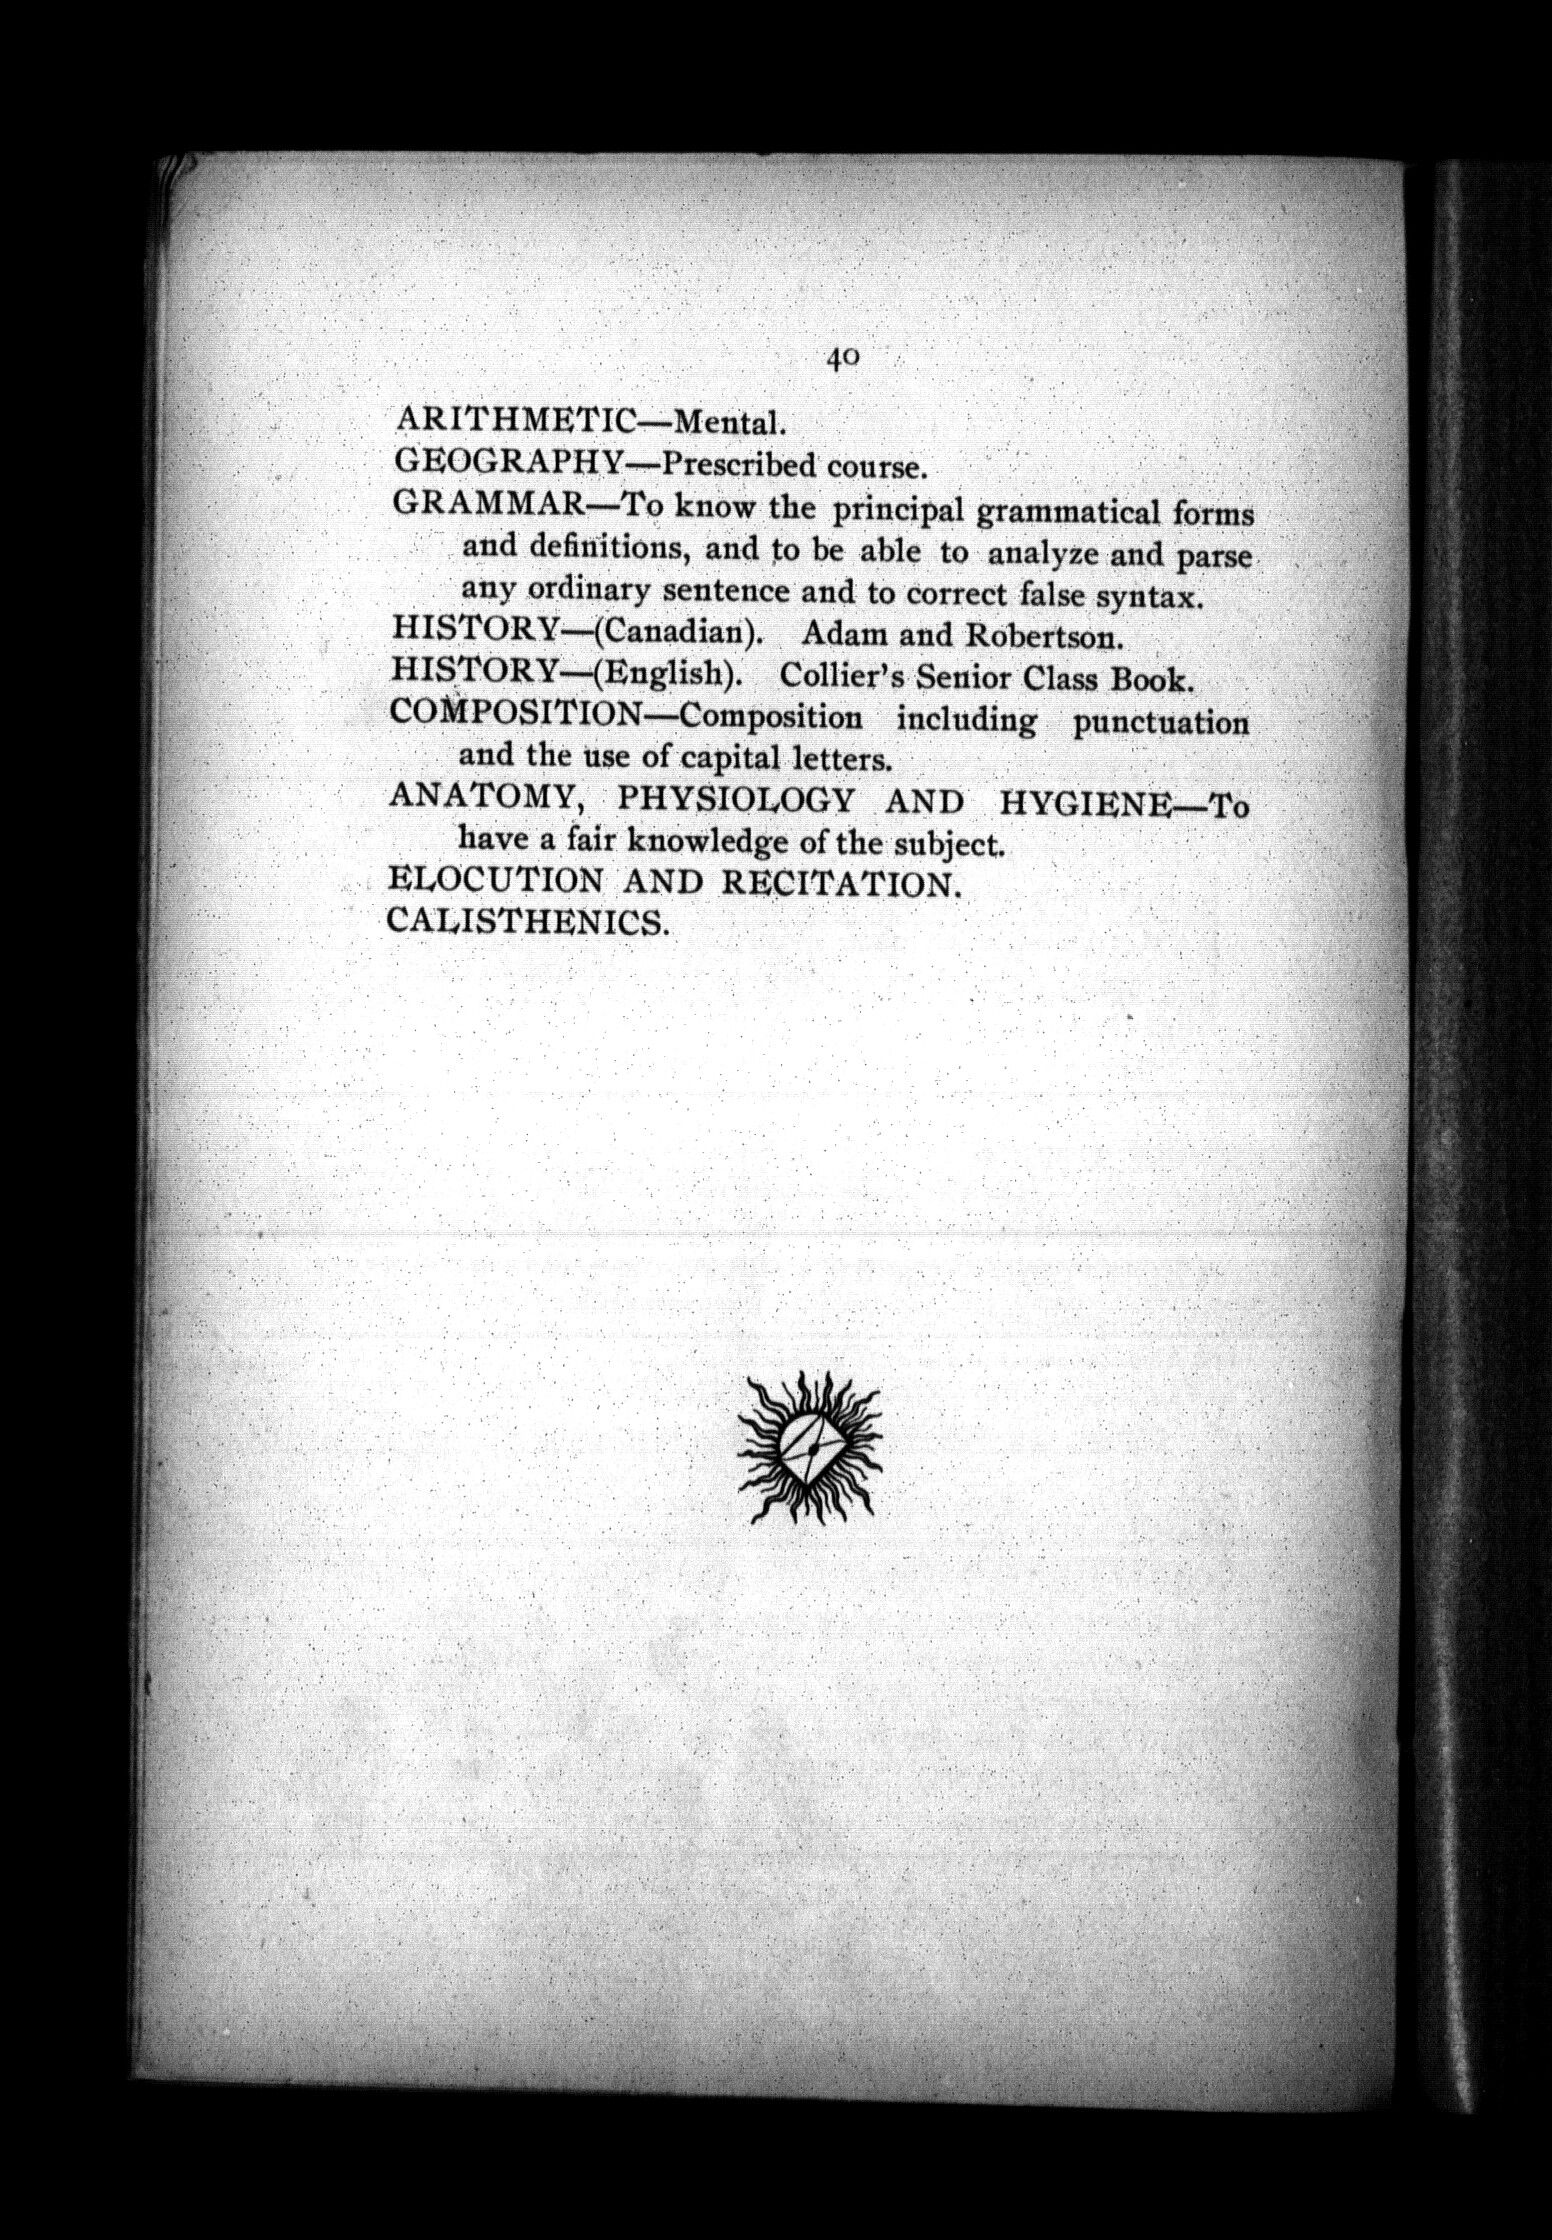 40
ARITHMETIC—Mental.
GEOGRAPHY—Prescribed course.
GRAMMAR—To know the principal grammatical forms
and definitions, and to be able to analyze and parse
any ordinary sentence and to correct false syntax.
HISTORY—(Canadian). Adam and Robertson.
HISTORY—(English). Collier's Senior Class Book.
COMPOSITION—Composition including punctuation
and the use of capital letters.
ANATOMY, PHYSIOLOGY AND HYGIENE—To
have a fair knowledge of the subject.
ELOCUTION AND RECITATION.
CALISTHENICS.